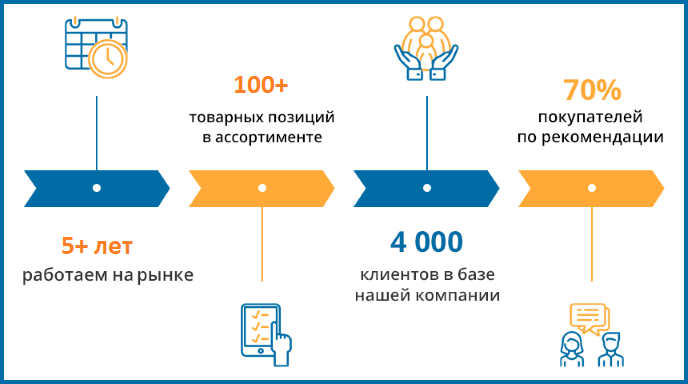 100+
товарных позиций
в ассортименте
70%
покупателей
по рекомендации
5+ лет
работаем на рынке
4 000
клиентов в базе
нашей компании